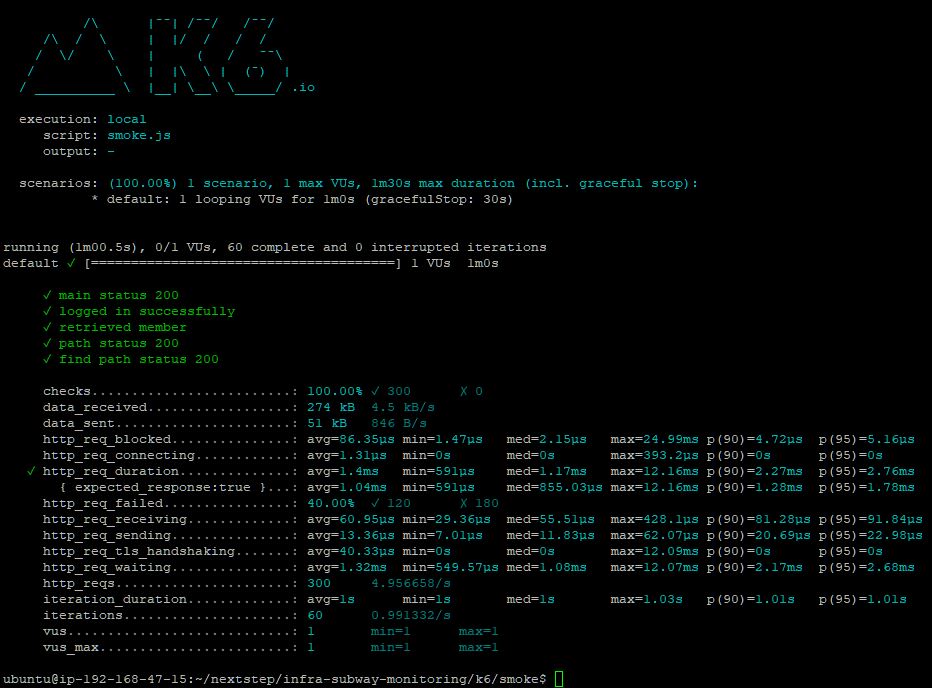 /\      |‾‾| /‾‾/   /‾‾/
     /\  /  \     |  |/  /   /  /
    /  \/    \    |     (   /   ‾‾\
   /          \   |  |\  \ |  (‾)  |
  / __________ \  |__| \__\ \_____/ .io
execution: local
script: smoke.js
output: -
scenarios: (100.00%) 1 scenario, 1 max VUs, 1m30s max duration (incl. graceful stop):
* default: 1 looping VUs for 1m0s (gracefulStop: 30s)
running (1m00.5s), 0/1 VUs, 60 complete and 0 interrupted iterations
default ✓ [======================================] 1 VUs  1m0s
✓ main status 200
✓ logged in successfully
✓ retrieved member
✓ path status 200
✓ find path status 200
checks.........................: 100.00% ✓ 300      ✗ 0
data_received..................: 274 kB  4.5 kB/s
data_sent......................: 51 kB   846 B/s
http_req_blocked...............: avg=86.35µs min=1.47µs   med=2.15µs   max=24.99ms p(90)=4.72µs  p(95)=5.16µs
http_req_connecting............: avg=1.31µs  min=0s       med=0s       max=393.2µs p(90)=0s      p(95)=0s
✓ http_req_duration..............: avg=1.4ms   min=591µs    med=1.17ms   max=12.16ms p(90)=2.27ms  p(95)=2.76ms
{ expected_response:true }...: avg=1.04ms  min=591µs    med=855.03µs max=12.16ms p(90)=1.28ms  p(95)=1.78ms
http_req_failed................: 40.00%  ✓ 120      ✗ 180
http_req_receiving.............: avg=60.95µs min=29.36µs  med=55.51µs  max=428.1µs p(90)=81.28µs p(95)=91.84µs
http_req_sending...............: avg=13.36µs min=7.01µs   med=11.83µs  max=62.07µs p(90)=20.69µs p(95)=22.98µs
http_req_tls_handshaking.......: avg=40.33µs min=0s       med=0s       max=12.09ms p(90)=0s      p(95)=0s
http_req_waiting...............: avg=1.32ms  min=549.57µs med=1.08ms   max=12.07ms p(90)=2.17ms  p(95)=2.68ms
http_reqs......................: 300     4.956658/s
iteration_duration.............: avg=1s      min=1s       med=1s       max=1.03s   p(90)=1.01s   p(95)=1.01s
iterations.....................: 60      0.991332/s
vus............................: 1       min=1      max=1
vus_max........................: 1       min=1      max=1
ubuntu@ip-192-168-47-15:~/nextstep/infra-subway-monitoring/k6/smoke$